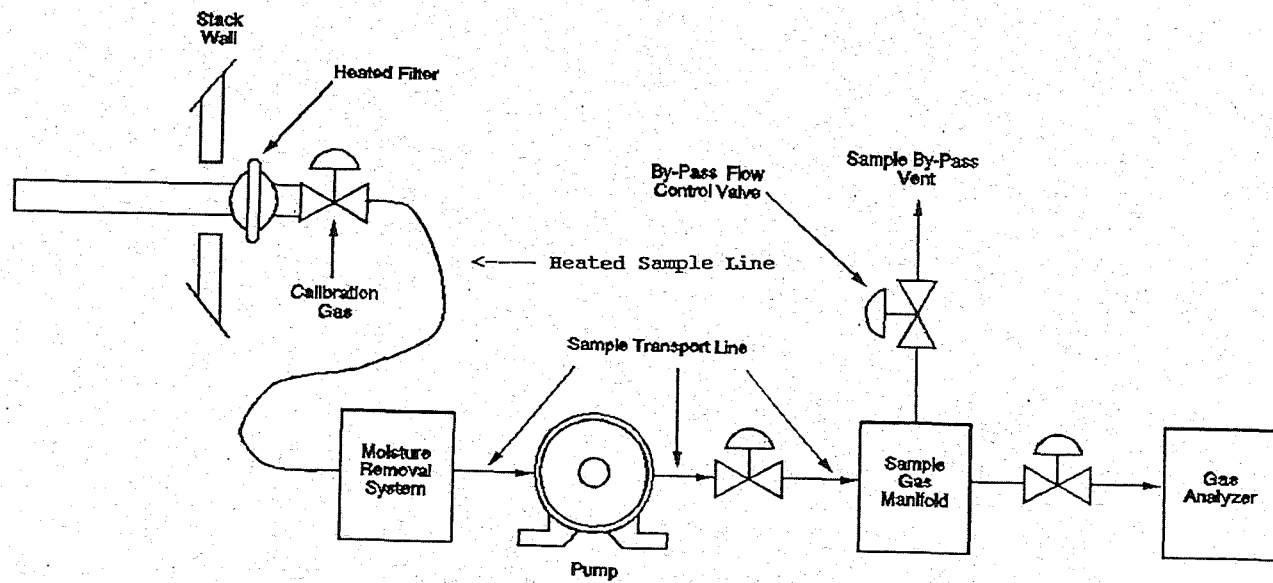 Stack
Wall
Heated Filter
By-Pass Flow
Control Valve
Sample By-Pass
Vent
<—— Heated Sample Line
Calibration
Gas
Sample Transport Line
Moisture
Removal
System
Pump
Sample
Gas
Manifold
Gas
Analyzer